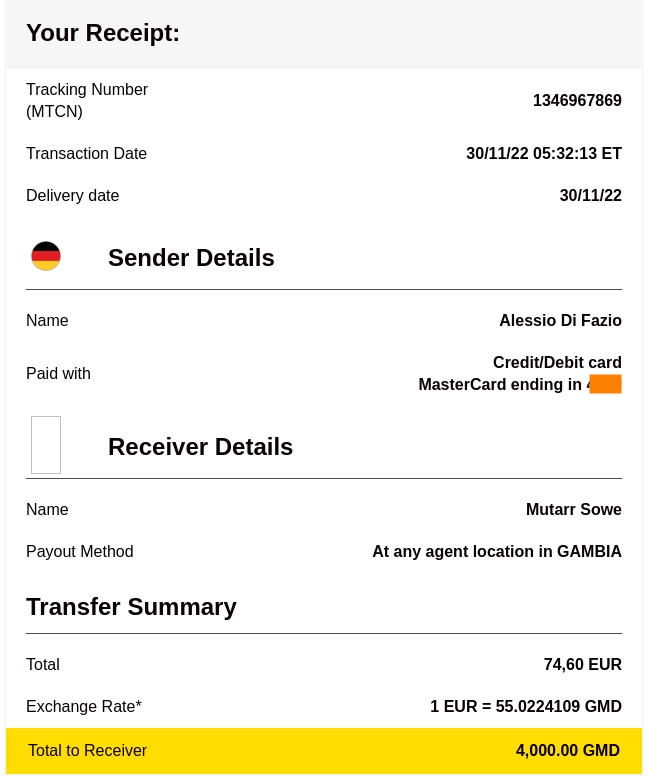 Your Receipt:
Tracking Number
(MTCN)
1346967869
Transaction Date
30/11/22 05:32:13 ET
Delivery date
30/11/22
Sender Details
Name
Alessio Di Fazio
Paid with
Credit/Debit card
MasterCard ending in
Receiver Details
Name
Mutarr Sowe
Payout Method
At any agent location in GAMBIA
Transfer Summary
Total
74,60 EUR
Exchange Rate*
1 EUR = 55.0224109 GMD
Total to Receiver
4,000.00 GMD